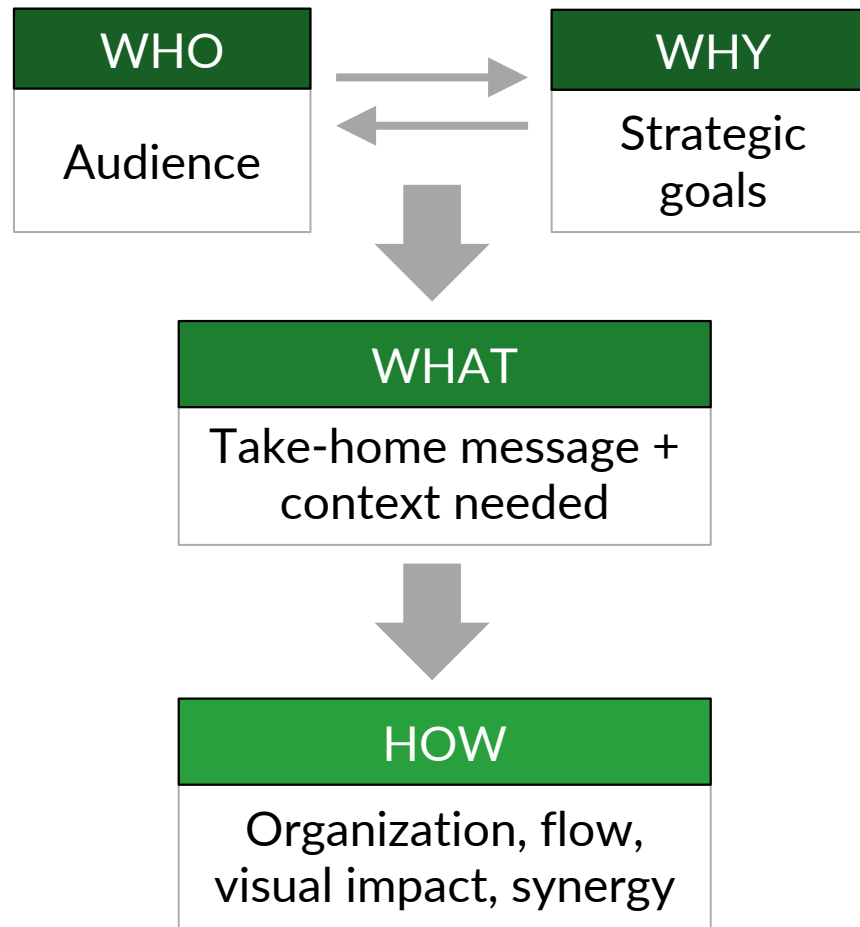 WHO
Audience
WHY
Strategic
goals
WHAT
Take-home message +
context needed
HOW
Organization, flow,
visual impact, synergy